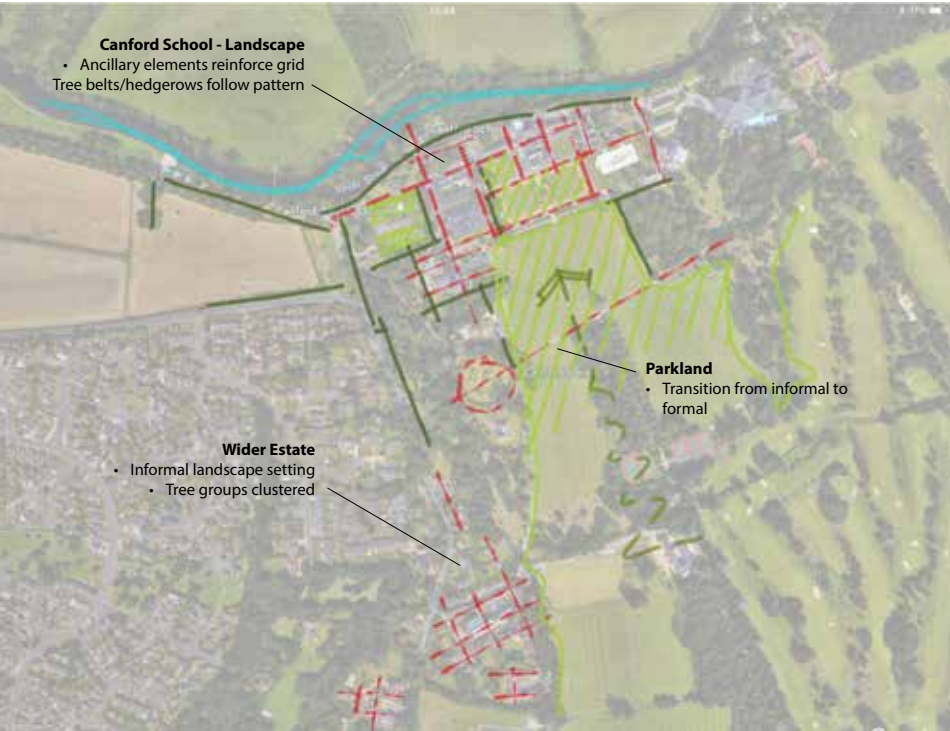 Canford School - Landscape
• Ancillary elements reinforce grid
Tree belts/hedgerows follow pattern
Parkland
• Transition from informal to
formal
Wider Estate
• Informal landscape setting
• Tree groups clustered